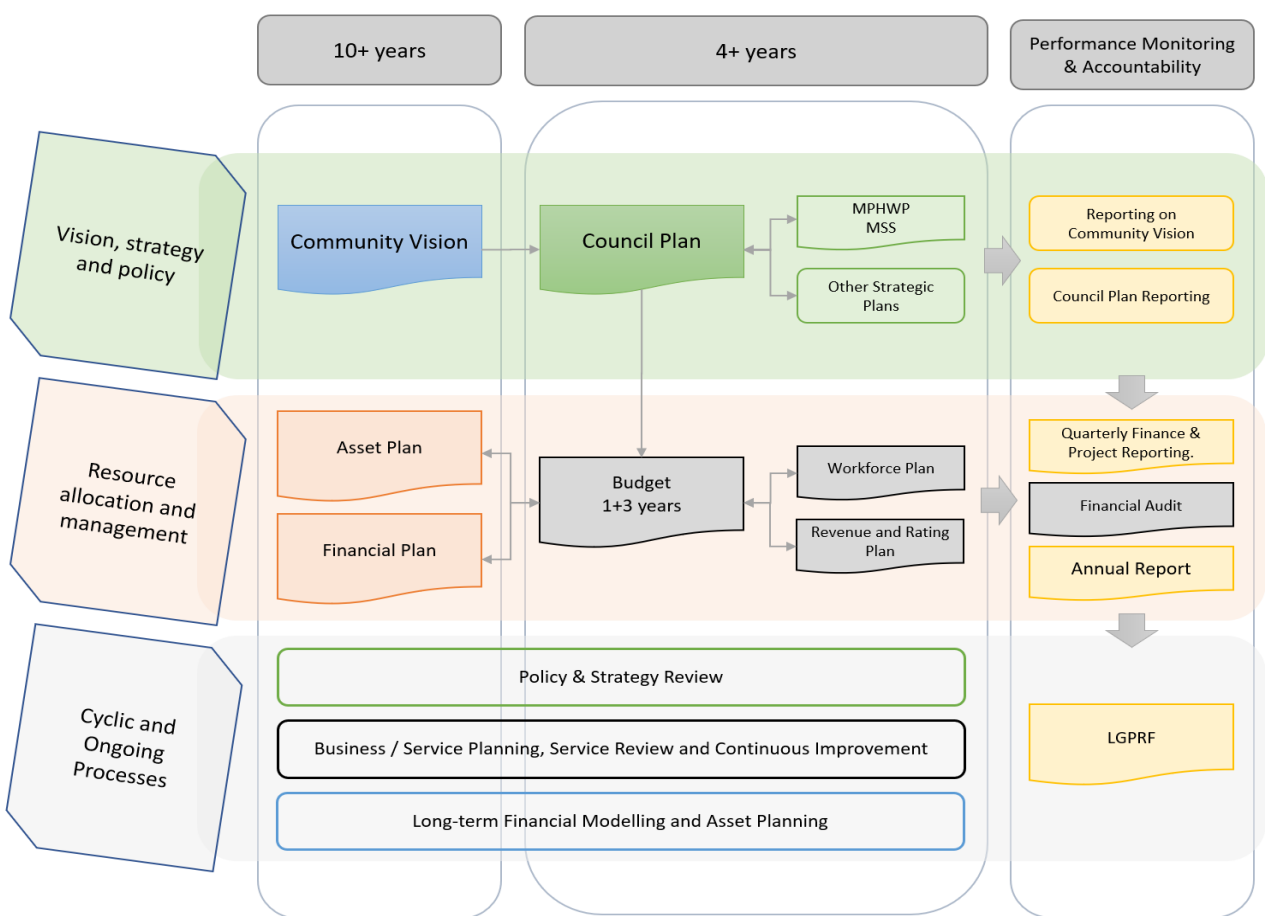 10+ years
4+ years
Performance Monitoring
& Accountability
Vision, strategy
and policy
Community Vision
Council Plan
MPHWP
MSS
Other Strategic
Plans
Reporting on
Community Vision
Council Plan Reporting
Resource
allocation and
management
Asset Plan
Financial Plan
Budget
1+3 years
Workforce Plan
Revenue and Rating
Plan
Quarterly Finance &
Project Reporting.
Financial Audit
Annual Report
Cyclic and
Ongoing
Processes
Policy & Strategy Review
Business / Service Planning, Service Review and Continuous Improvement
Long-term Financial Modelling and Asset Planning
LGPRF